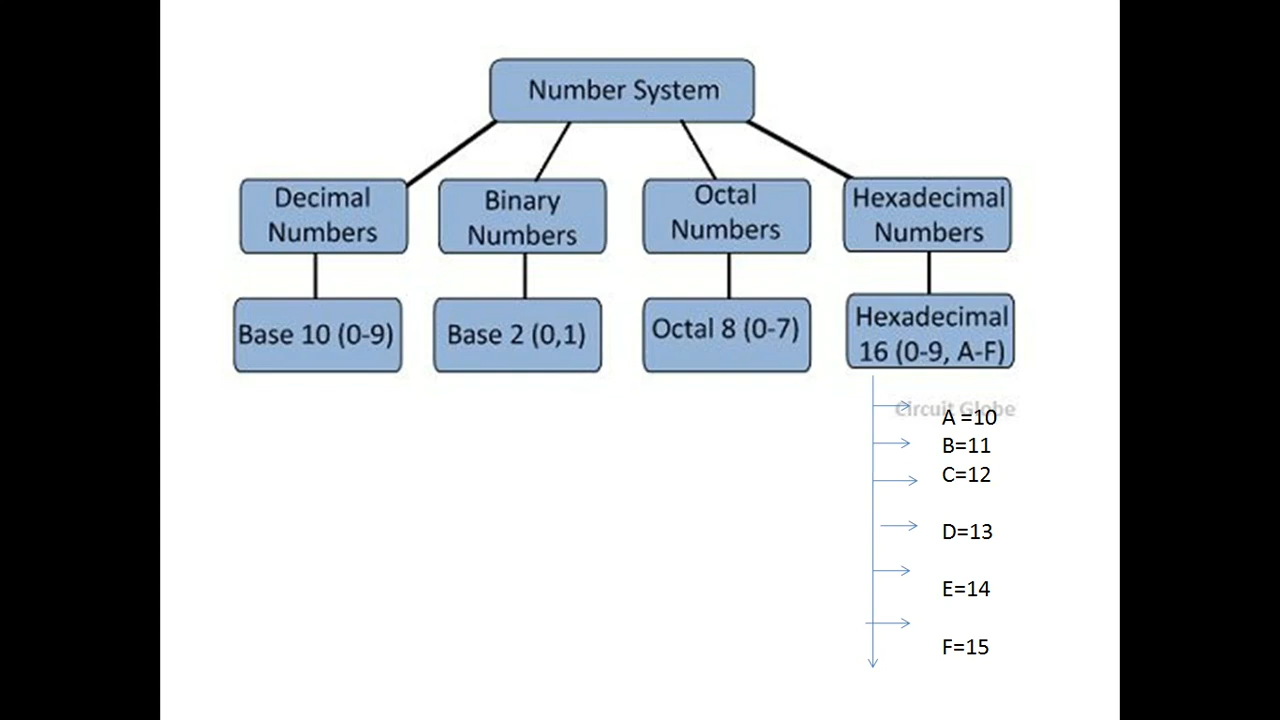 Number System
Decimal
Numbers
Binary
Numbers
Octal
Numbers
Hexadecimal
Numbers
Base 10 (0-9)
Base 2 (0,1)
Octal 8 (0-7)
Hexadecimal
16 (0-9, A-F)
Circuit Globe
A =10
B=11
C=12
D=13
E=14
F=15